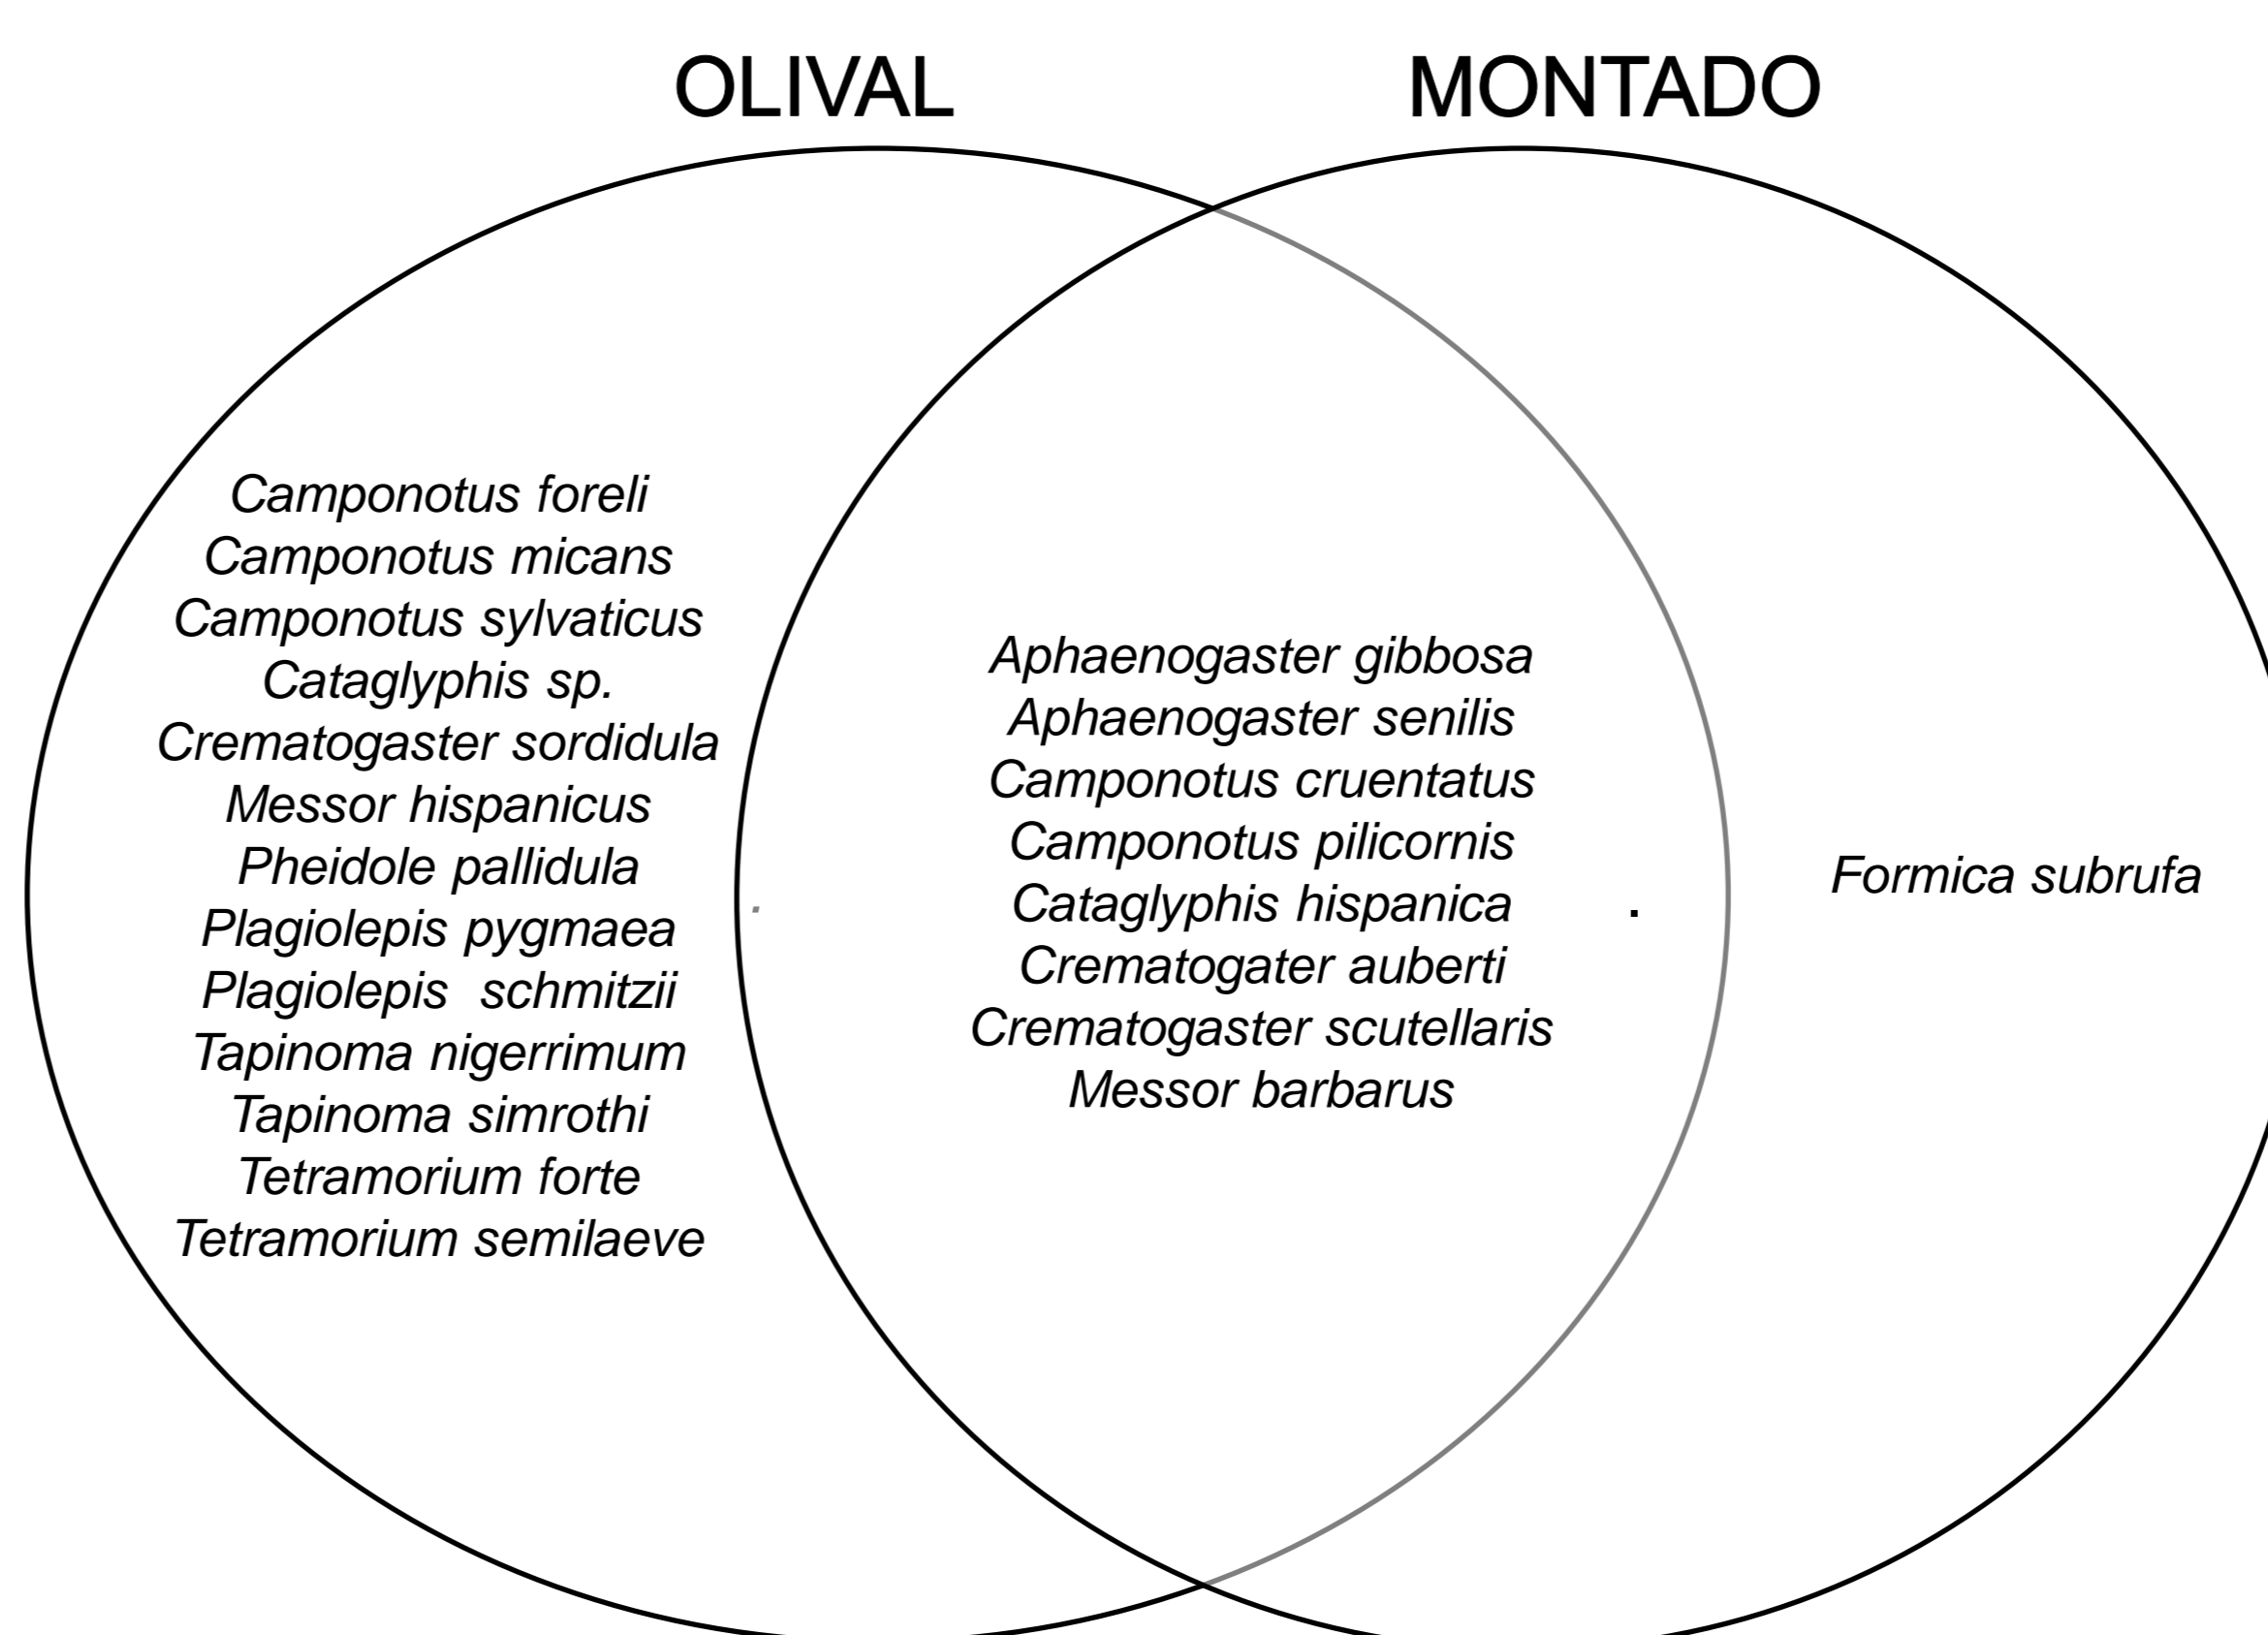 OLIVAL
MONTADO
Camponotus foreli
Camponotus micans
Camponotus sylvaticus
Cataglyphis sp.
Crematogaster sordidula
Messor hispanicus
Pheidole pallidula
Plagiolepis pygmaea
Plagiolepis  schmitzii
Tapinoma nigerrimum
Tapinoma simrothi
Tetramorium forte
Tetramorium semilaeve
.
Aphaenogaster gibbosa
Aphaenogaster senilis
Camponotus cruentatus
Camponotus pilicornis
Cataglyphis hispanica
Crematogater auberti
Crematogaster scutellaris
Messor barbarus
.
Formica subrufa